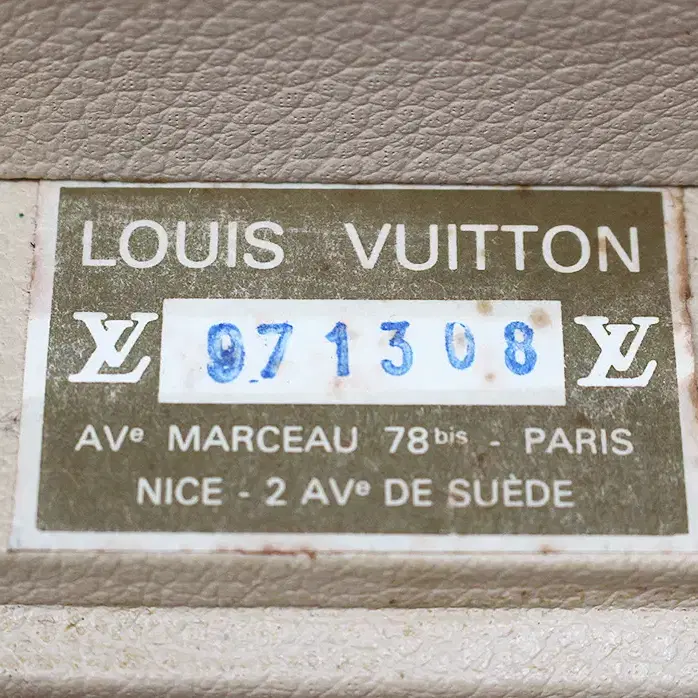 LOUIS VUITTON
LV 971308 LV
AVe MARCEAU 78bis - PARIS
NICE - 2 AVe DE SUÈDE